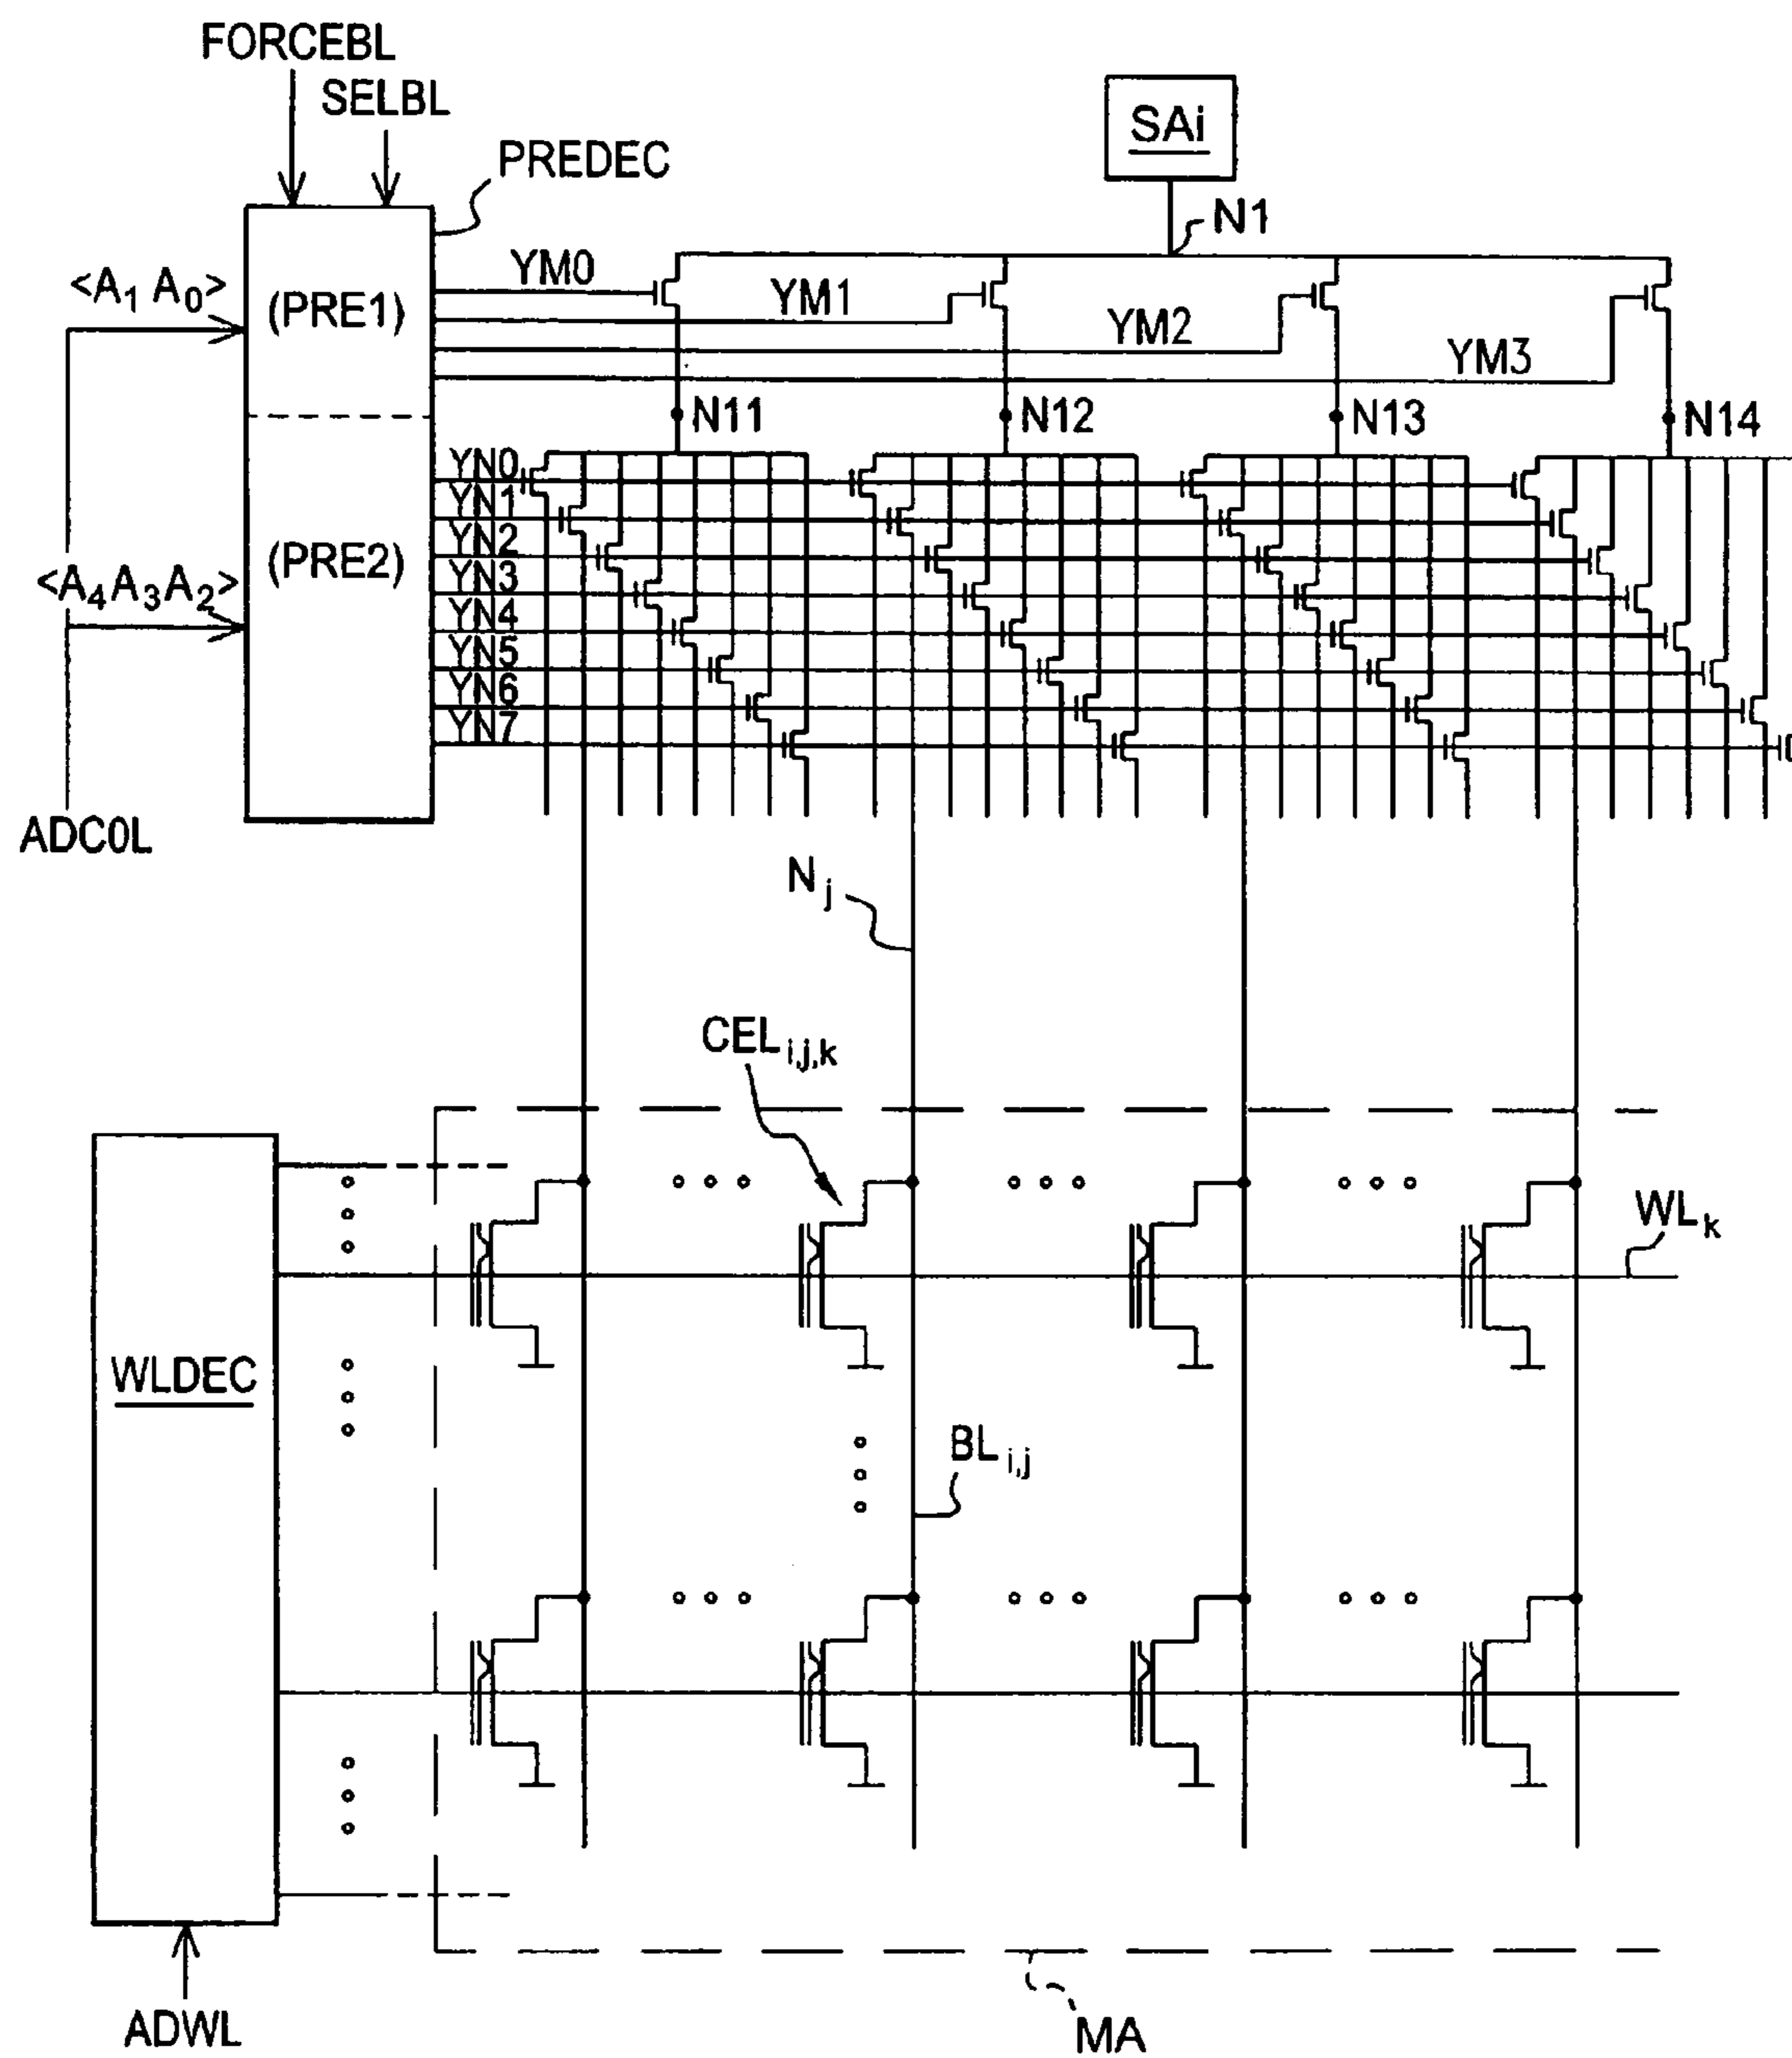 FORCEBL
SELBL
PREDEC
SAi
N1
<A1 A0>
(PRE1)
YM0
YM1
YM2
YM3
N11
N12
N13
N14
YN0
YN1
YN2
YN3
YN4
YN5
YN6
YN7
(PRE2)
<A4A3A2>
ADC0L
Nj
CELi,j,k
WLk
WLDEC
BLi,j
ADWL
MA